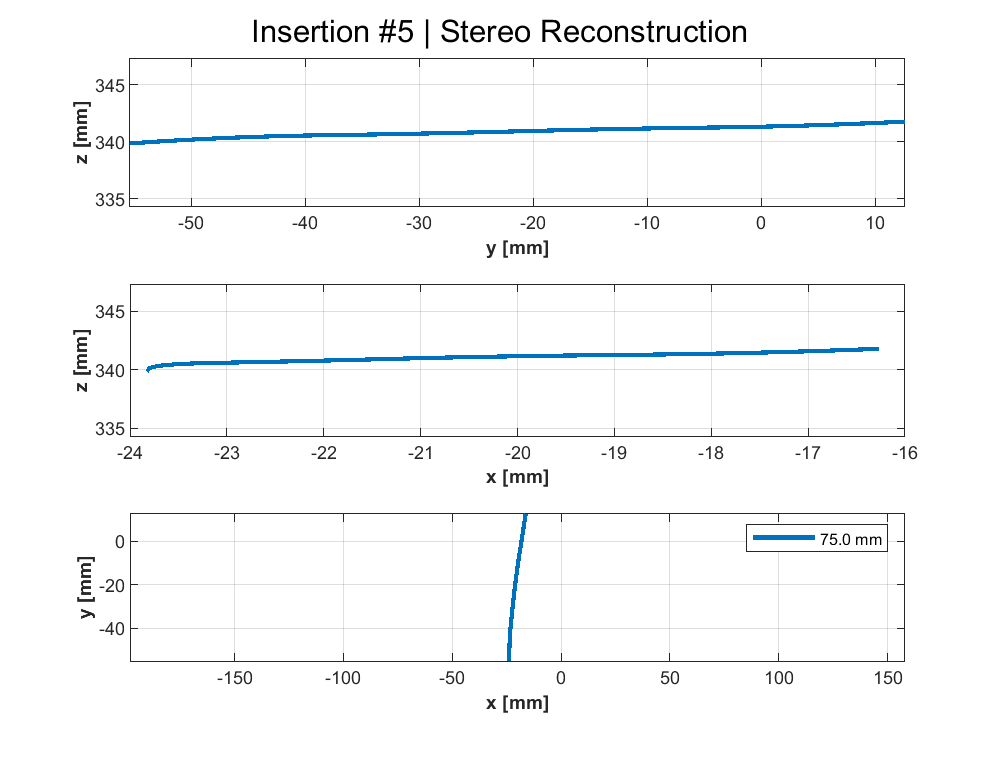 Insertion #5 | Stereo Reconstruction
345
340
335
z [mm]
-50 -40 -30 -20 -10 0 10
y [mm]
345
340
335
z [mm]
-24 -23 -22 -21 -20 -19 -18 -17 -16
x [mm]
0
-20
-40
y [mm]
75.0 mm
-150 -100 -50 0 50 100 150
x [mm]